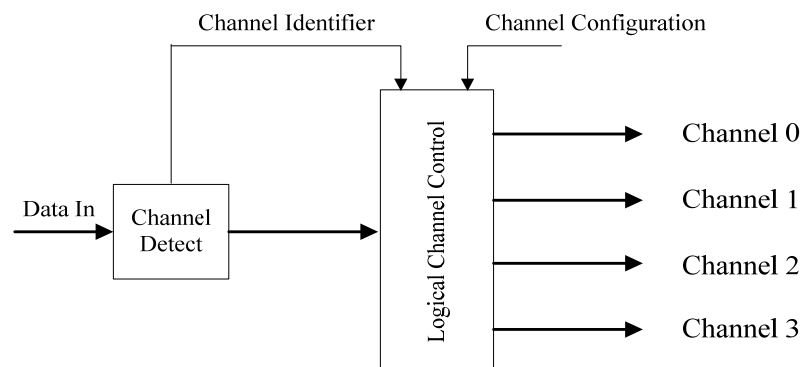 Channel Identifier
Channel Configuration
Data In
Channel
Detect
Logical Channel Control
Channel 0
Channel 1
Channel 2
Channel 3